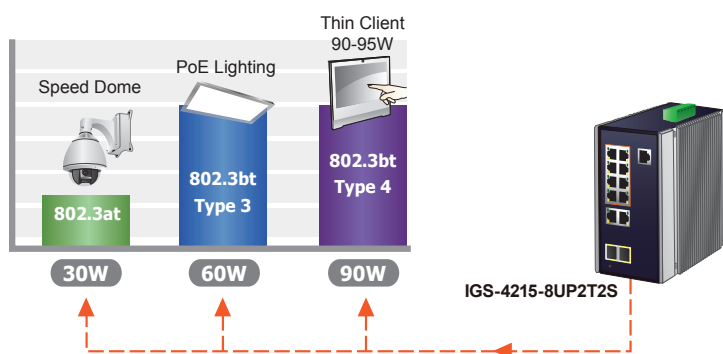 Thin Client
90-95W
PoE Lighting
Speed Dome
802.3at
802.3bt
Type 3
802.3bt
Type 4
30W
60W
90W
IGS-4215-8UP2T2S